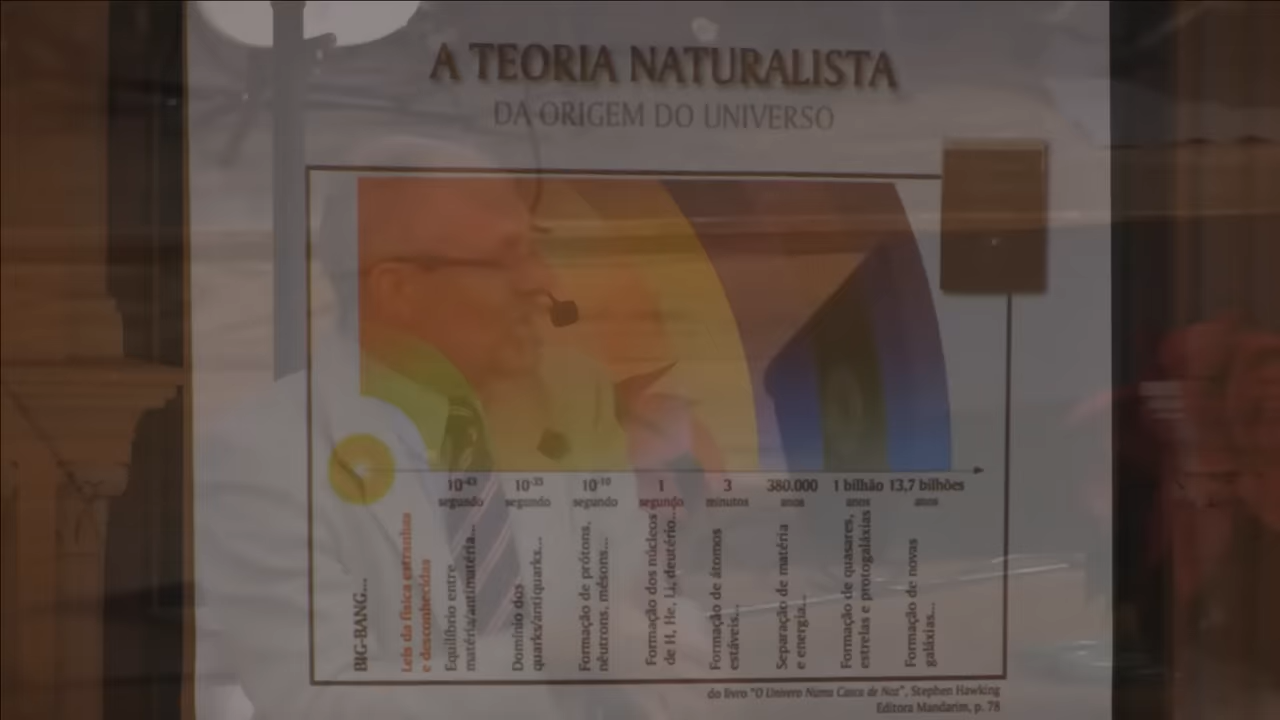 A TEORIA NATURALISTA
DA ORIGEM DO UNIVERSO
10⁻⁴³ segundo
10⁻³⁵ segundo
10⁻¹⁰ segundo
1 segundo
3 minutos
380.000 anos
1 bilhão anos
13,7 bilhões anos
BIG-BANG...
Leis da física estranhas
e desconhecidas
Equilíbrio entre
matéria/antimatéria...
Domínio dos
quarks/antiquarks...
Formação de prótons,
nêutrons, mésons...
Formação dos núcleos
de H, He, Li, deutério...
Formação de átomos
estáveis...
Separação de matéria
e energia...
Formação de quasares,
estrelas e protogaláxias
Formação de novas
galáxias...
do livro "O Univero Numa Casca de Noz", Stephen Hawking
Editora Mandarim, p. 78